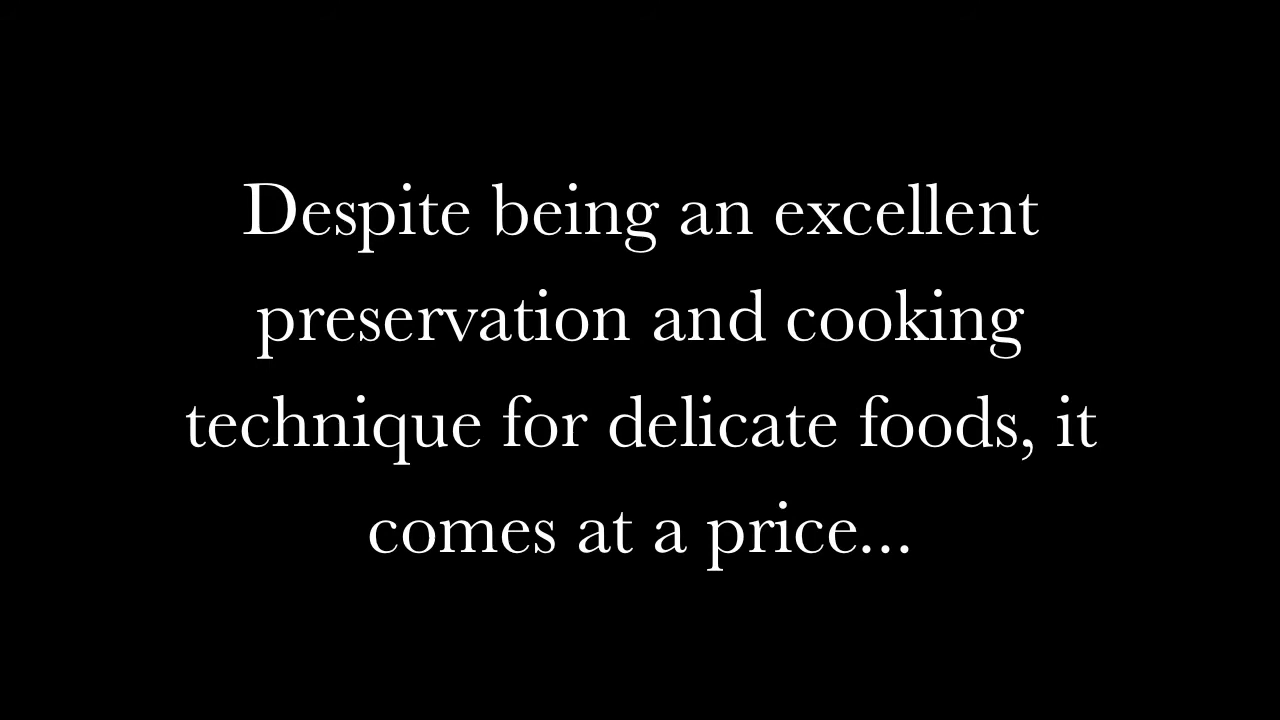 Despite being an excellent
preservation and cooking
technique for delicate foods, it
comes at a price...